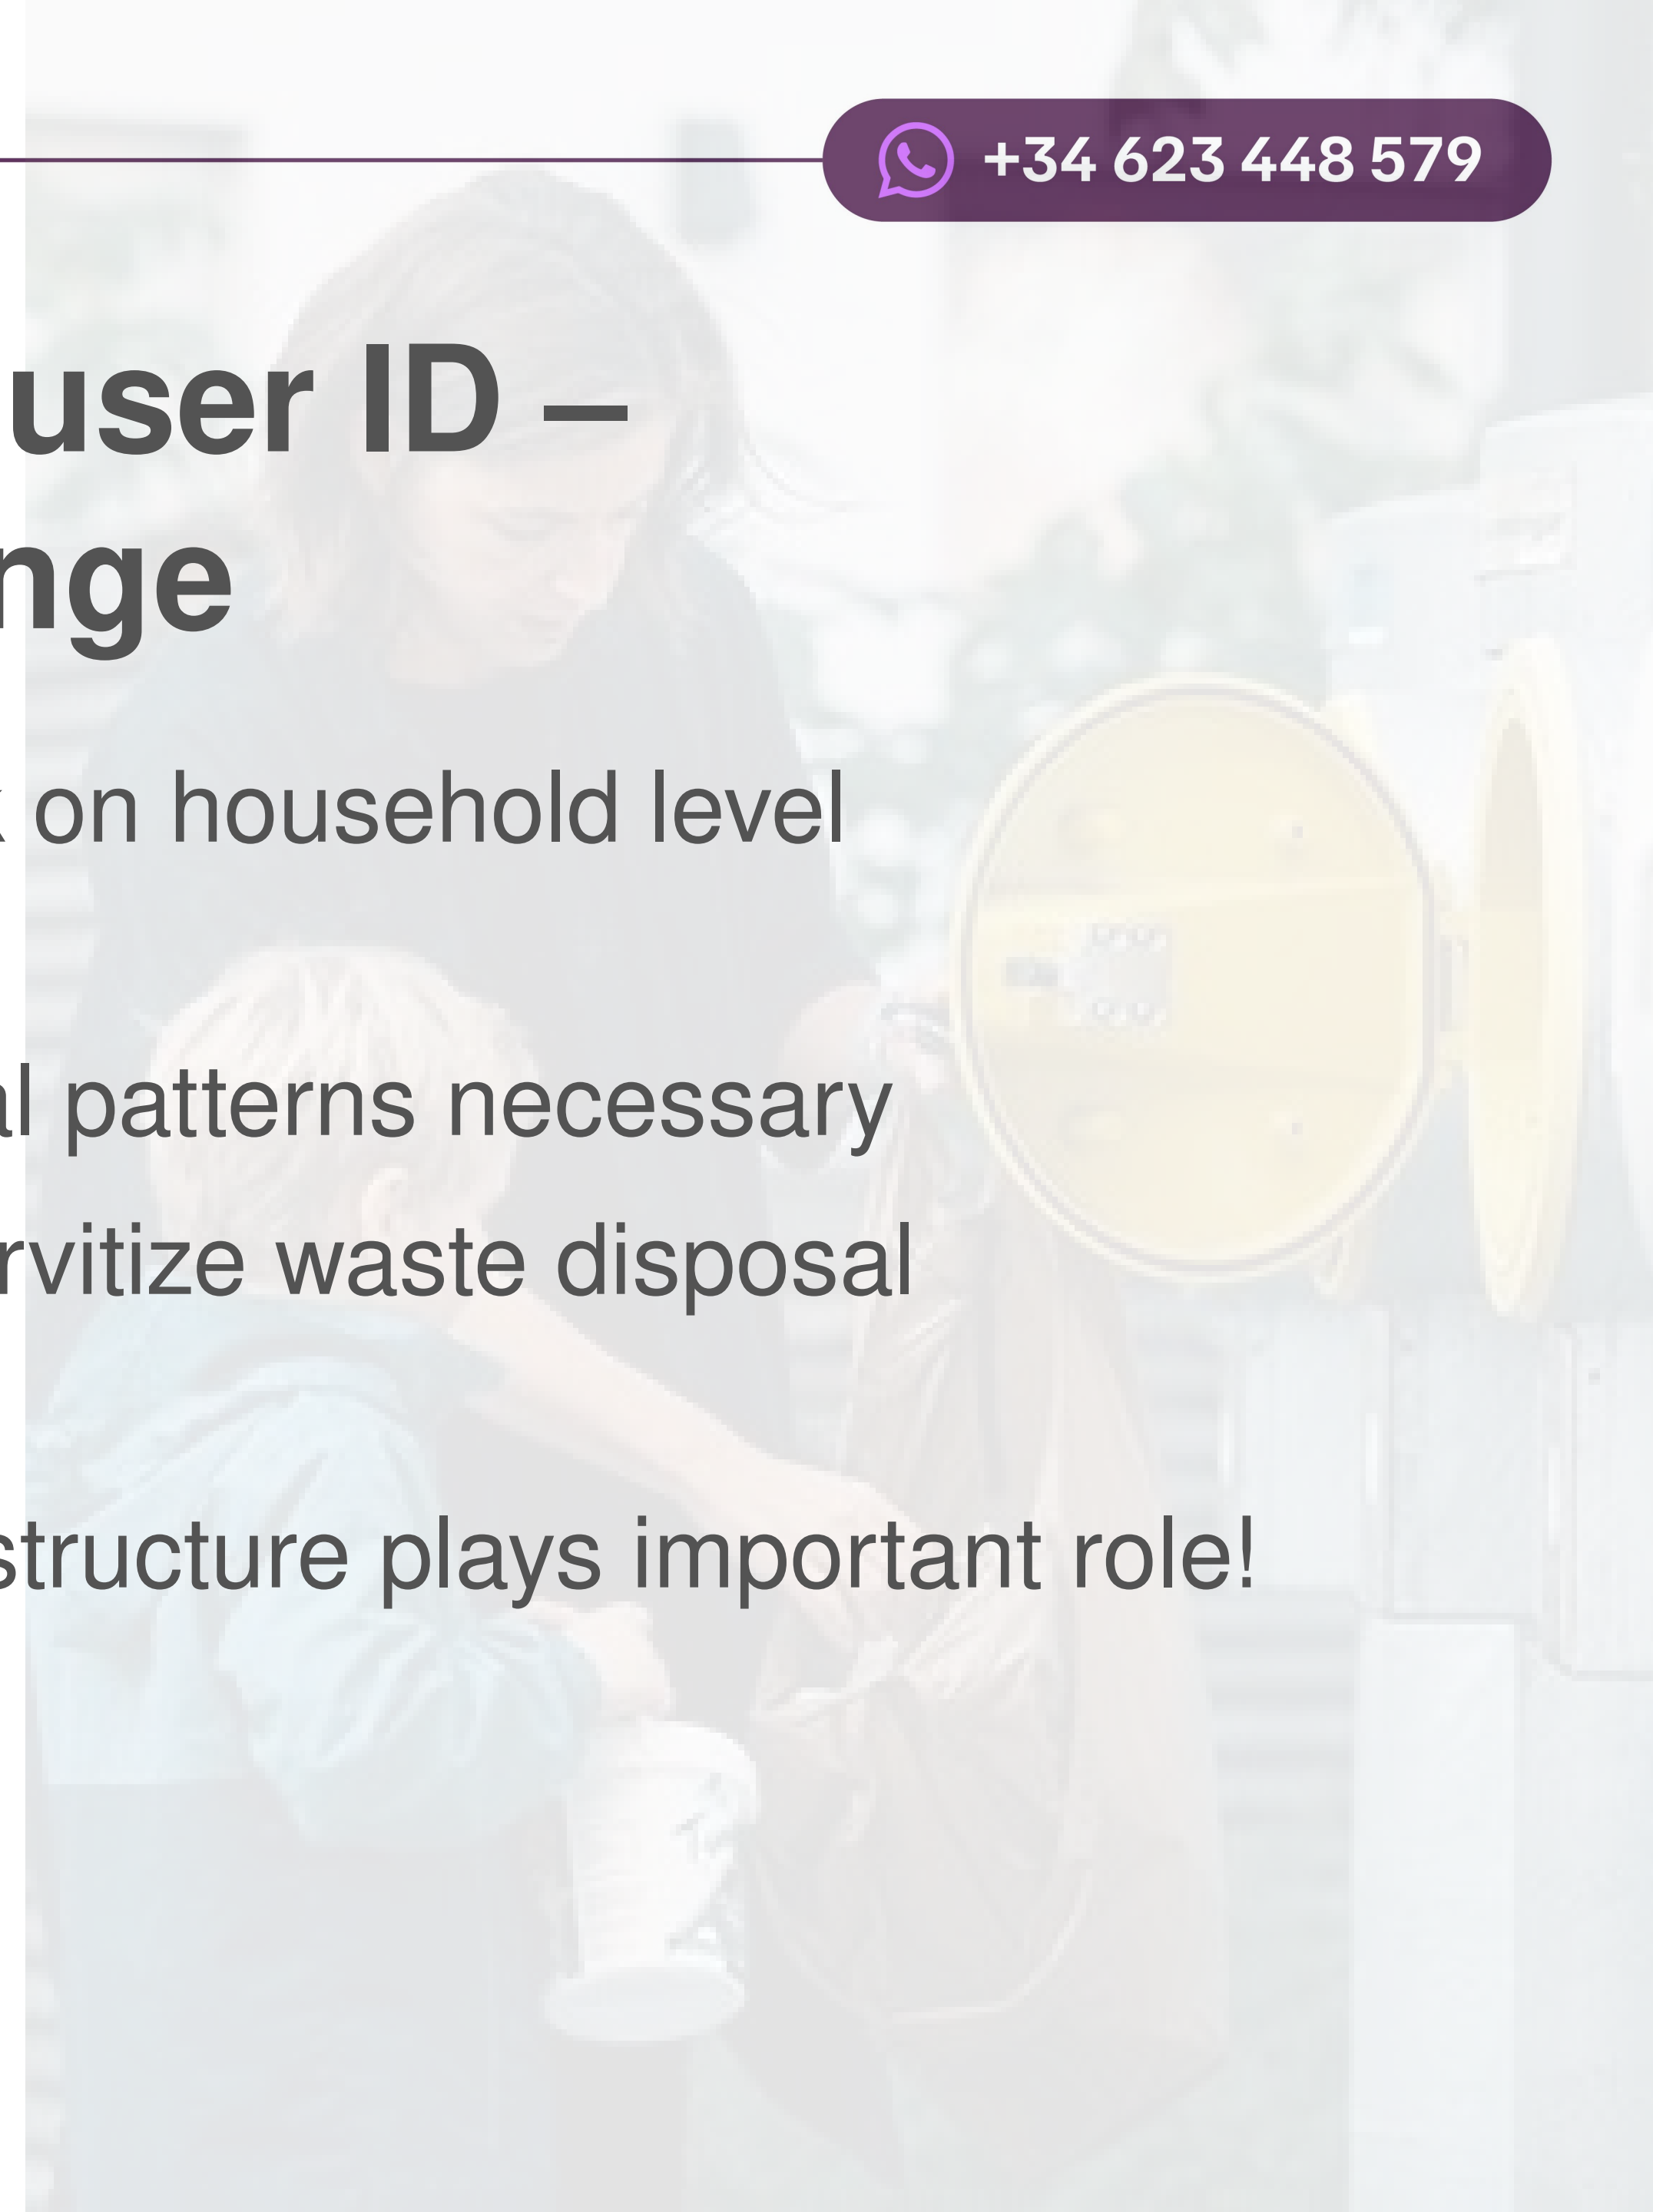 +34 623 448 579
user ID –
nge
on household level
al patterns necessary
rvitize waste disposal
structure plays important role!